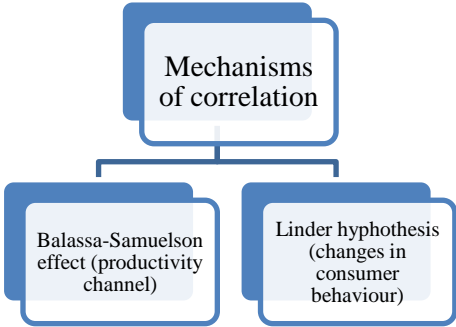 Mechanisms
of correlation
Balassa-Samuelson
effect (productivity
channel)
Linder hyphothesis
(changes in
consumer
behaviour)